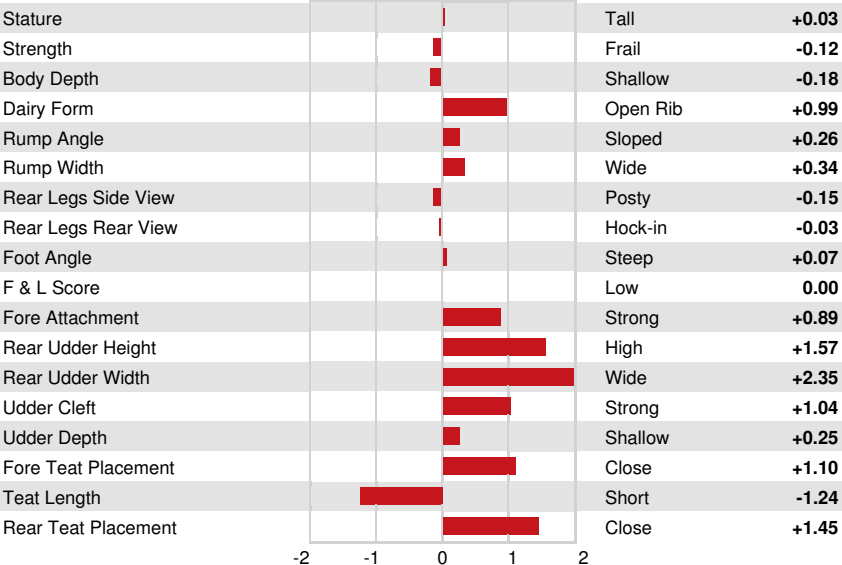 Stature Tall +0.03
Strength Frail -0.12
Body Depth Shallow -0.18
Dairy Form Open Rib +0.99
Rump Angle Sloped +0.26
Rump Width Wide +0.34
Rear Legs Side View Posty -0.15
Rear Legs Rear View Hock-in -0.03
Foot Angle Steep +0.07
F & L Score Low 0.00
Fore Attachment Strong +0.89
Rear Udder Height High +1.57
Rear Udder Width Wide +2.35
Udder Cleft Strong +1.04
Udder Depth Shallow +0.25
Fore Teat Placement Close +1.10
Teat Length Short -1.24
Rear Teat Placement Close +1.45
-2 -1 0 1 2